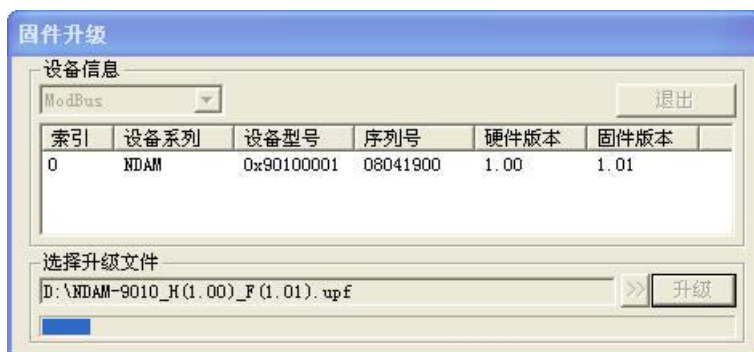 固件升级
设备信息
ModBus
退出
索引 设备系列 设备型号 序列号 硬件版本 固件版本
0 NDAM 0x90100001 08041900 1.00 1.01
选择升级文件
D:\NDAM-9010_H(1.00)_F(1.01).upf >> 升级